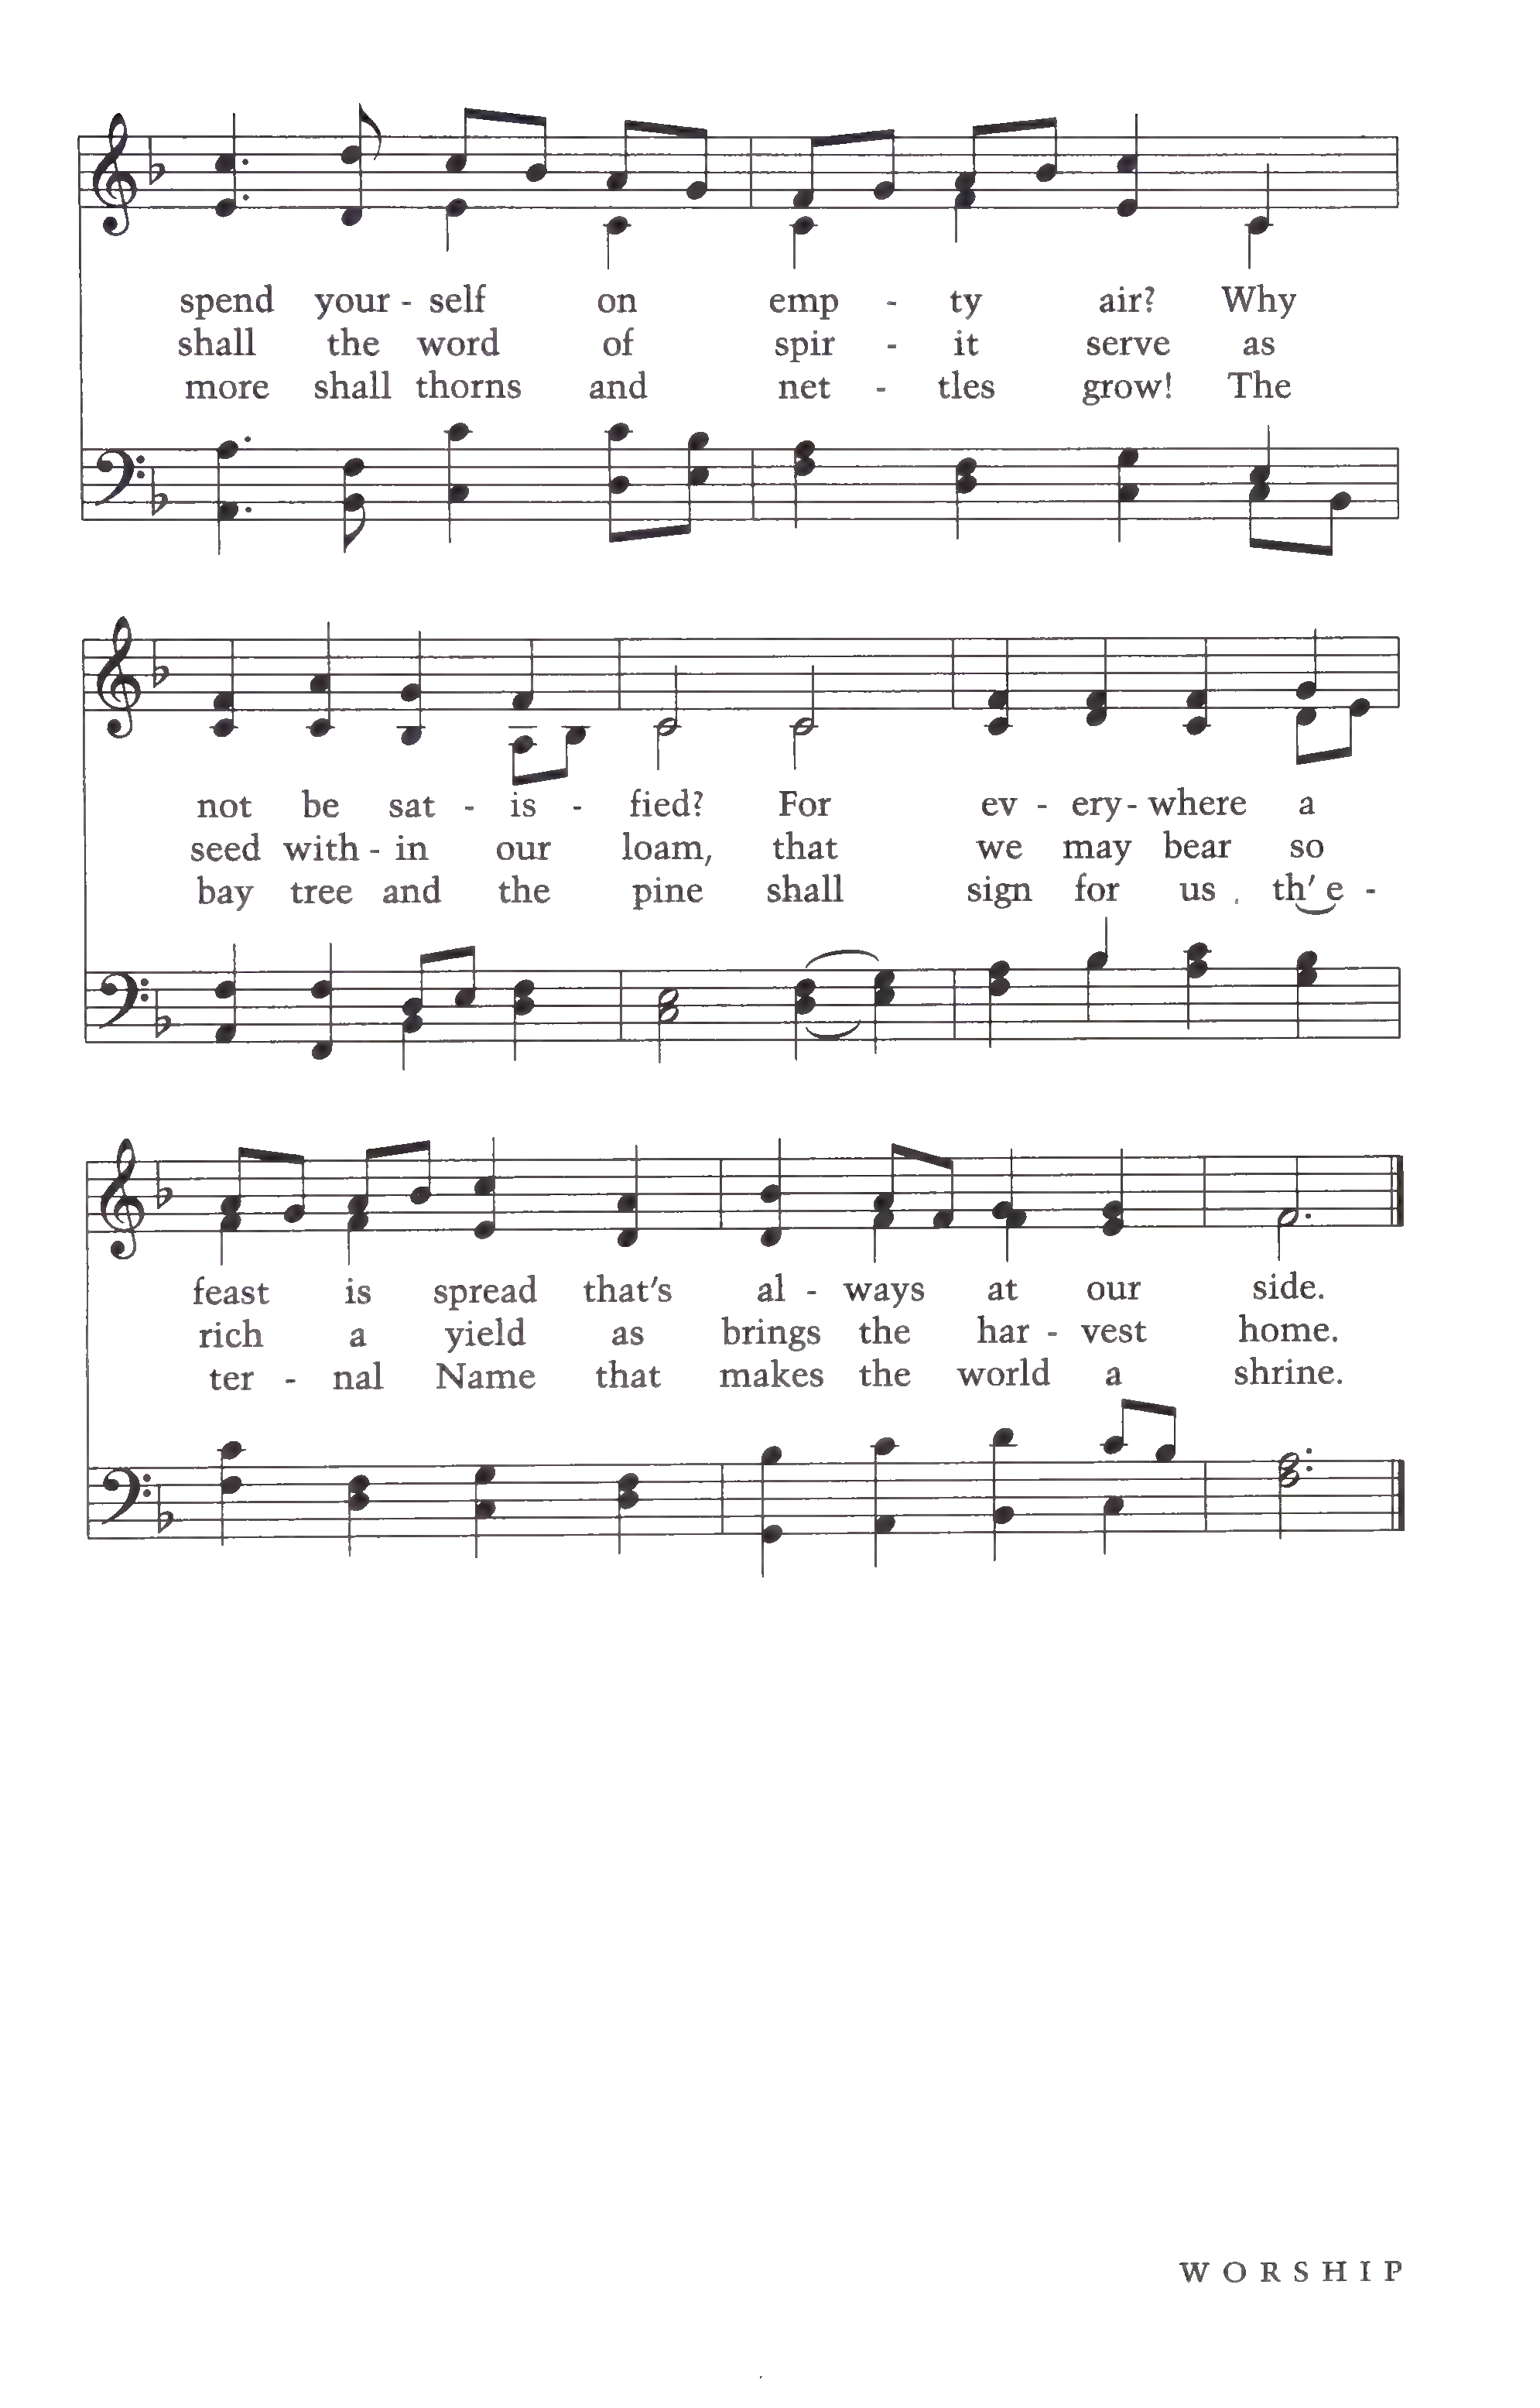 spend your - self on emp - ty air? Why
shall the word of spir - it serve as
more shall thorns and net - tles grow! The
not be sat - is - fied? For ev - ery - where a
seed with - in our loam, that we may bear so
bay tree and the pine shall sign for us th' e -
feast is spread that's al - ways at our side.
rich a yield as brings the har - vest home.
ter - nal Name that makes the world a shrine.
WORSHIP